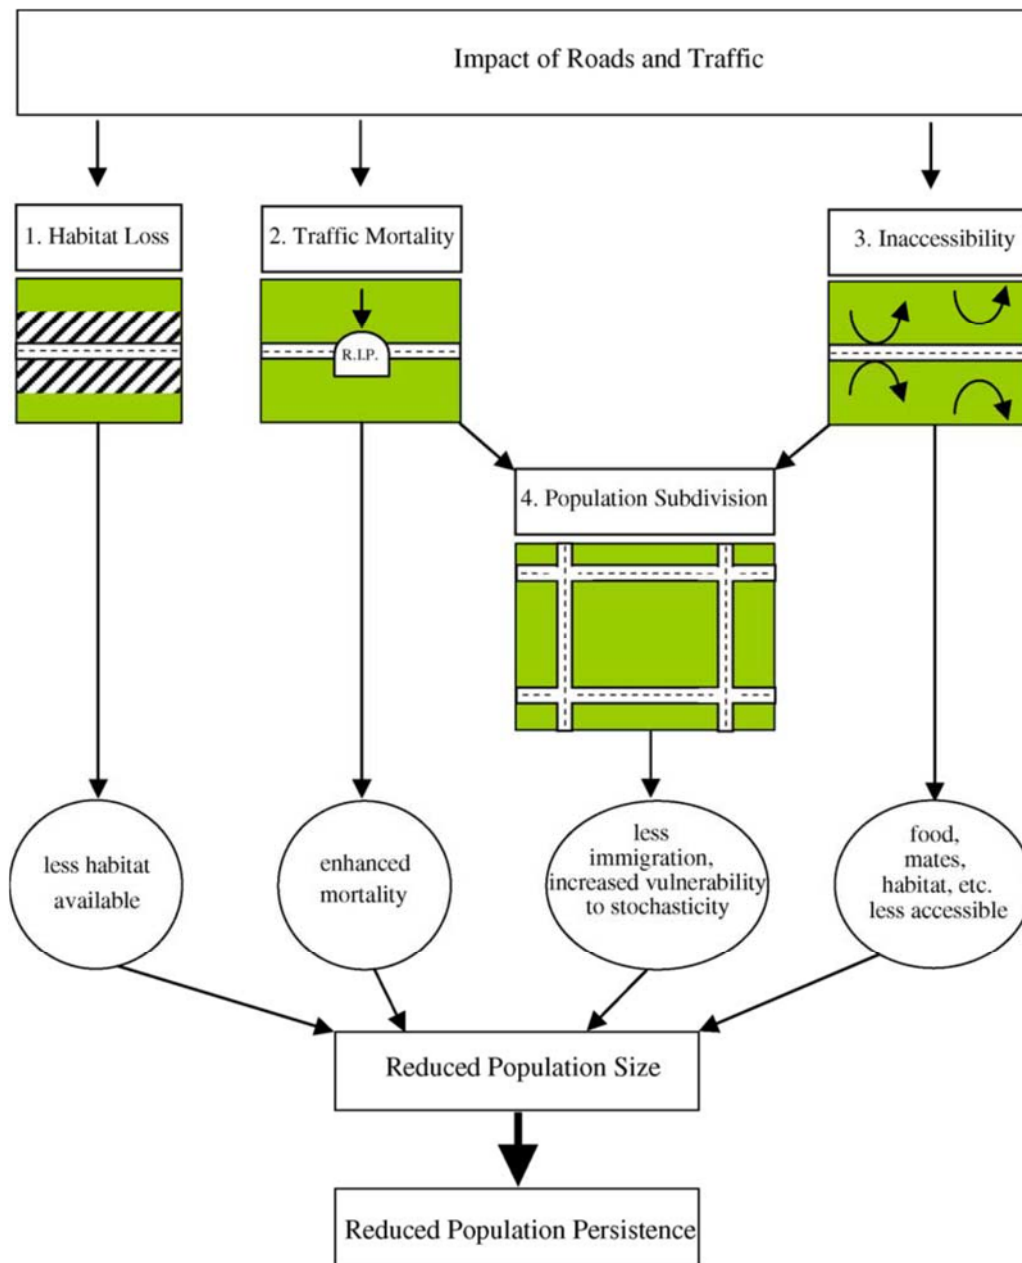 Impact of Roads and Traffic
1. Habitat Loss
2. Traffic Mortality
3. Inaccessibility
R.I.P.
4. Population Subdivision
less habitat
available
enhanced
mortality
less
immigration,
increased vulnerability
to stochasticity
food,
mates,
habitat, etc.
less accessible
Reduced Population Size
Reduced Population Persistence